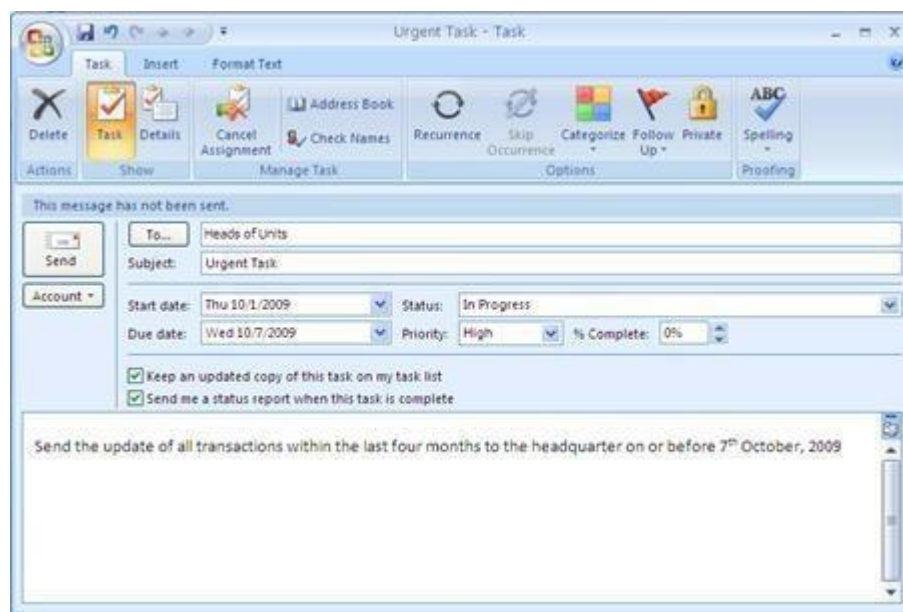 Urgent Task - Task
Task Insert Format Text
Delete Task Details Cancel Assignment Address Book Check Names Recurrence Skip Occurrence Categorize Follow Up Private ABC Spelling
Actions Show Manage Task Options Proofing
This message has not been sent.
To... Heads of Units
Send Subject: Urgent Task
Account
Start date: Thu 10/1/2009 Status: In Progress
Due date: Wed 10/7/2009 Priority: High % Complete: 0%
Keep an updated copy of this task on my task list
Send me a status report when this task is complete
Send the update of all transactions within the last four months to the headquarter on or before 7th October, 2009